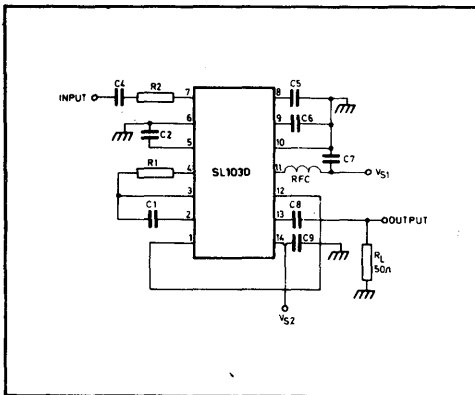 C4 R2 7 8 C5
INPUT
6 9 C6
C2
5 10
C7
R1 4 SL1030 11 VS1
RFC
3 12
C1 2 13 C8 OUTPUT
1 14 C9
RL
50Ω
VS2